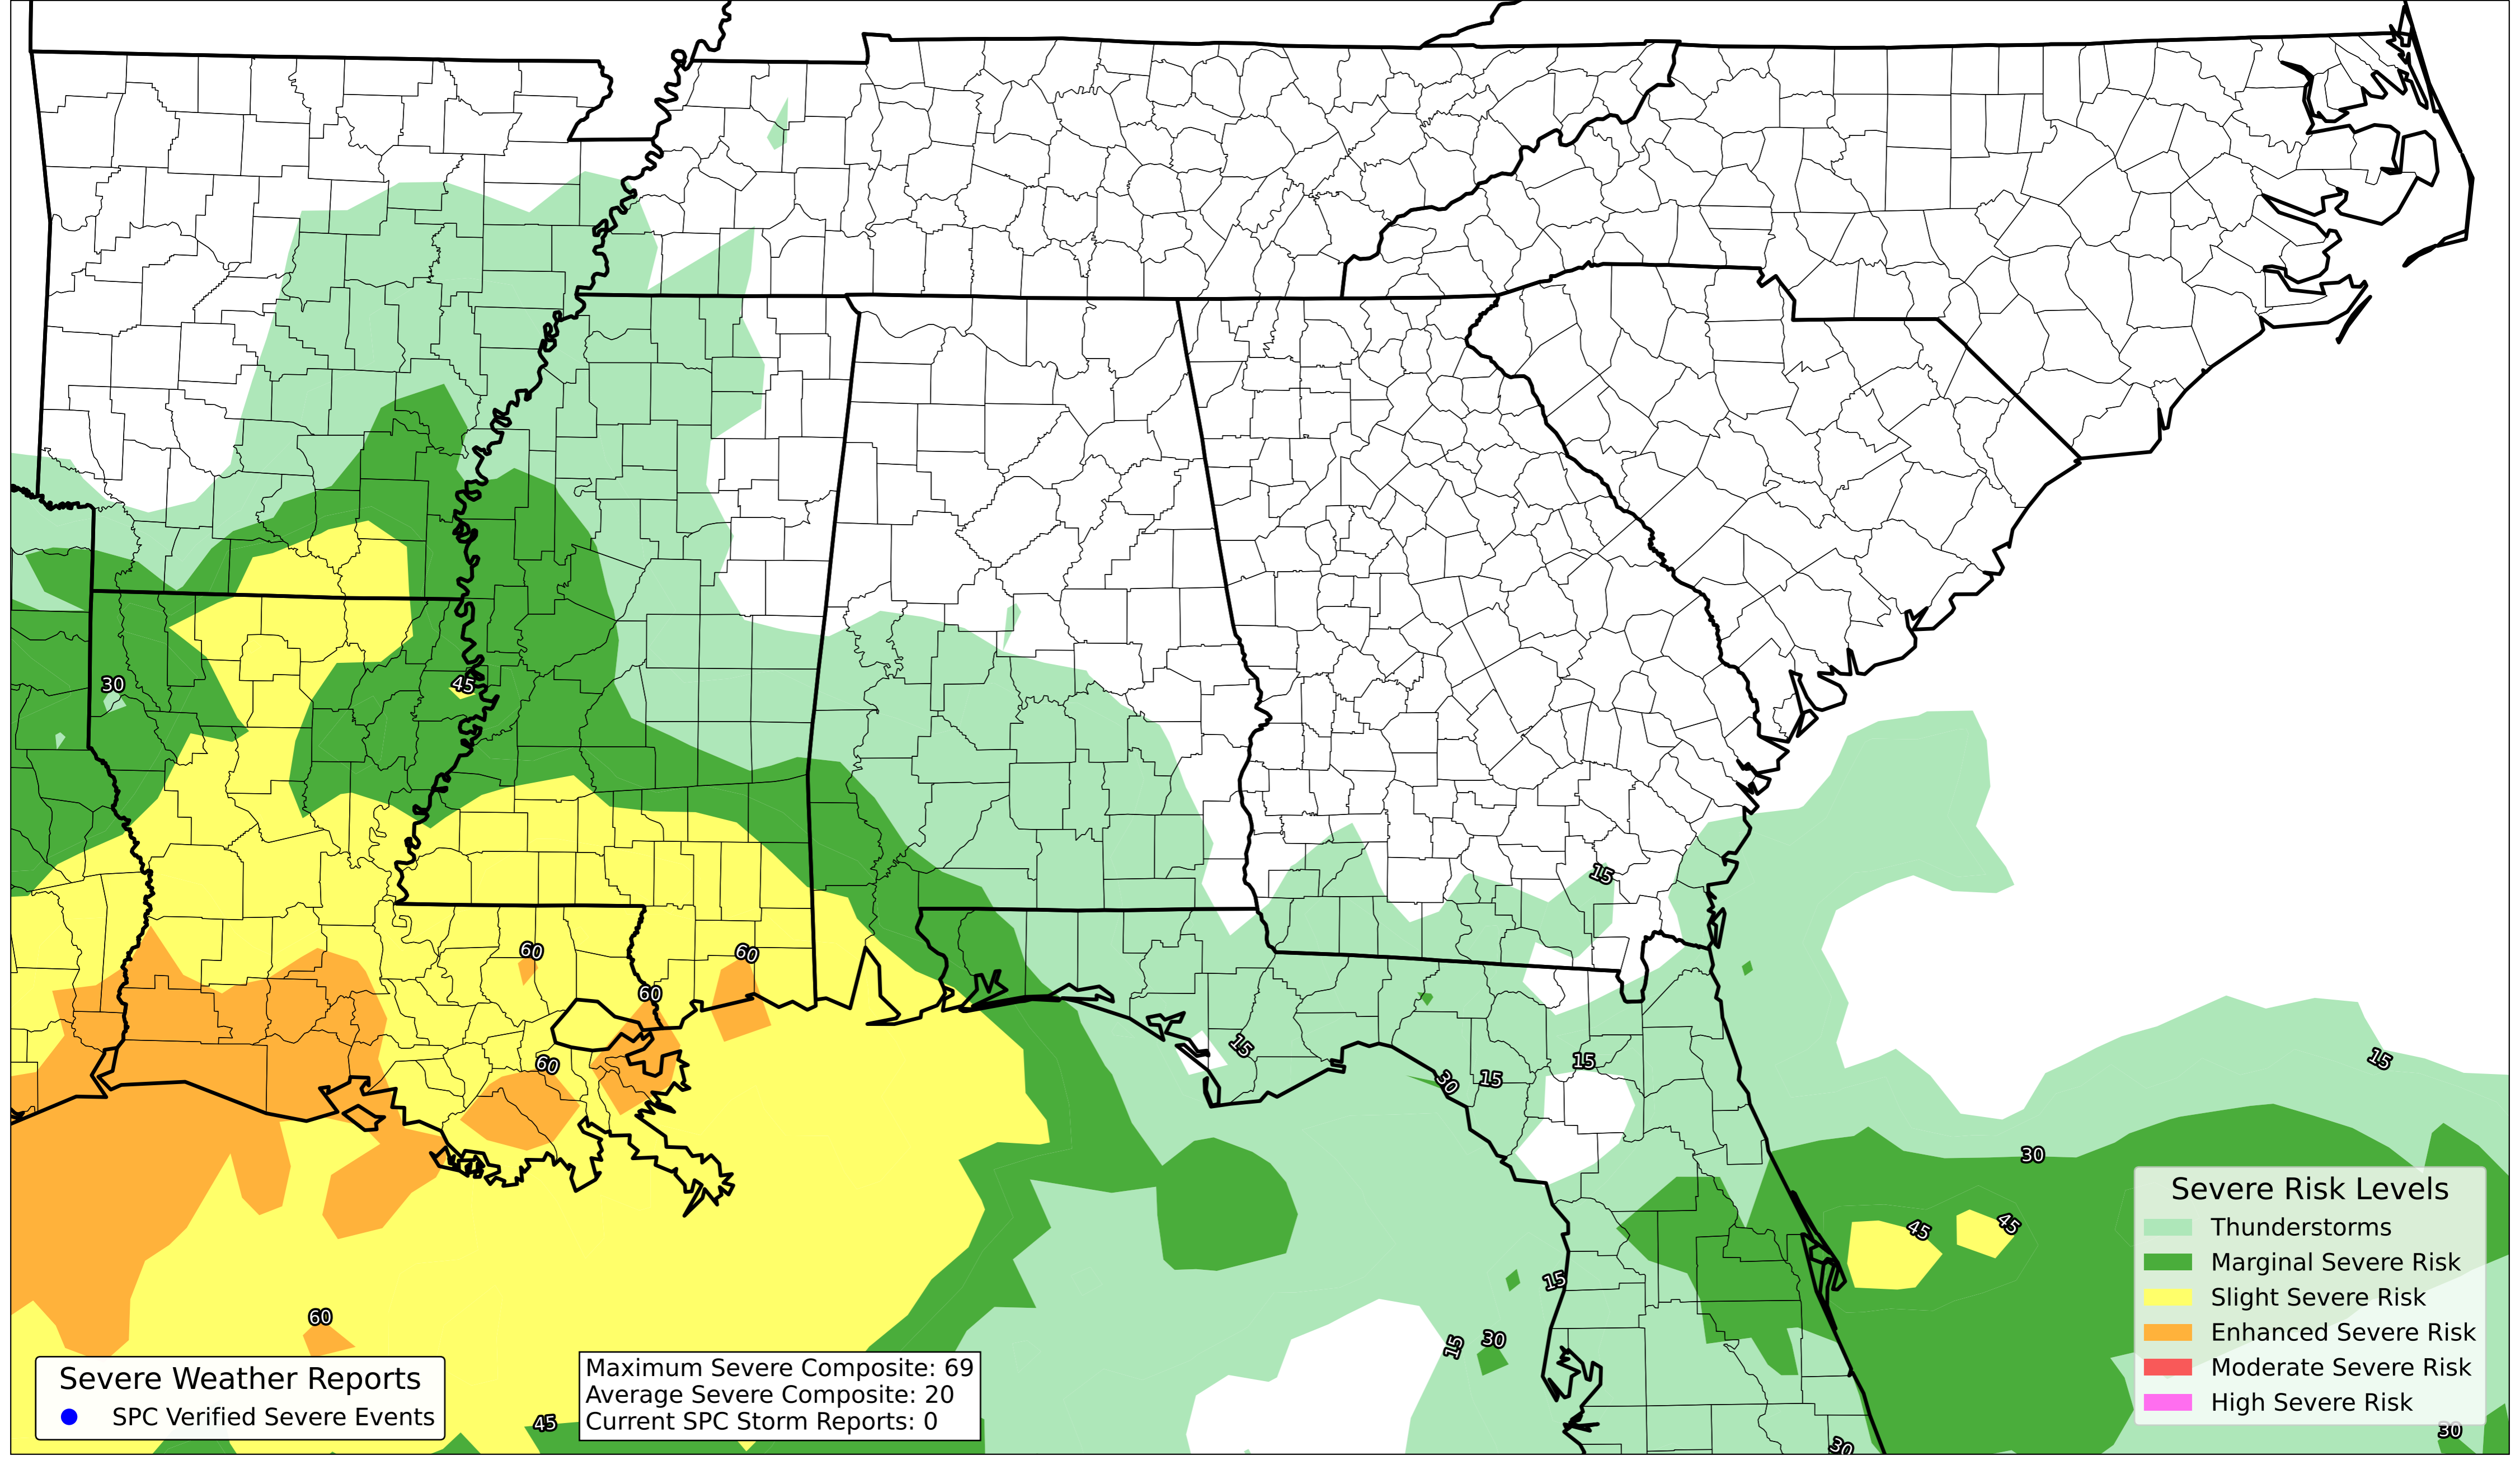 15
30
45
60
60
60
15
60
15
15
30
15
30
45
45
15
60
15
30
45
30
30
Severe Risk Levels
Thunderstorms
Marginal Severe Risk
Slight Severe Risk
Enhanced Severe Risk
Moderate Severe Risk
High Severe Risk
Severe Weather Reports
SPC Verified Severe Events
Maximum Severe Composite: 69
Average Severe Composite: 20
Current SPC Storm Reports: 0